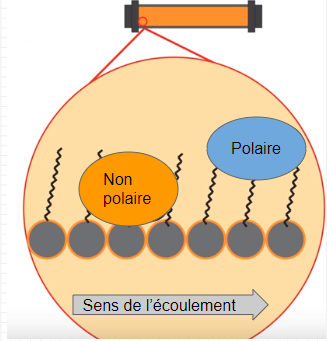 Polaire
Non
polaire
Sens de l'écoulement